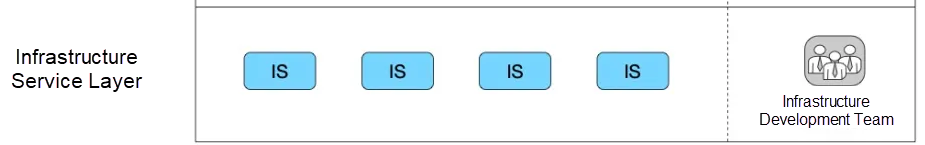 Infrastructure
Service Layer
IS
IS
IS
IS
Infrastructure
Development Team